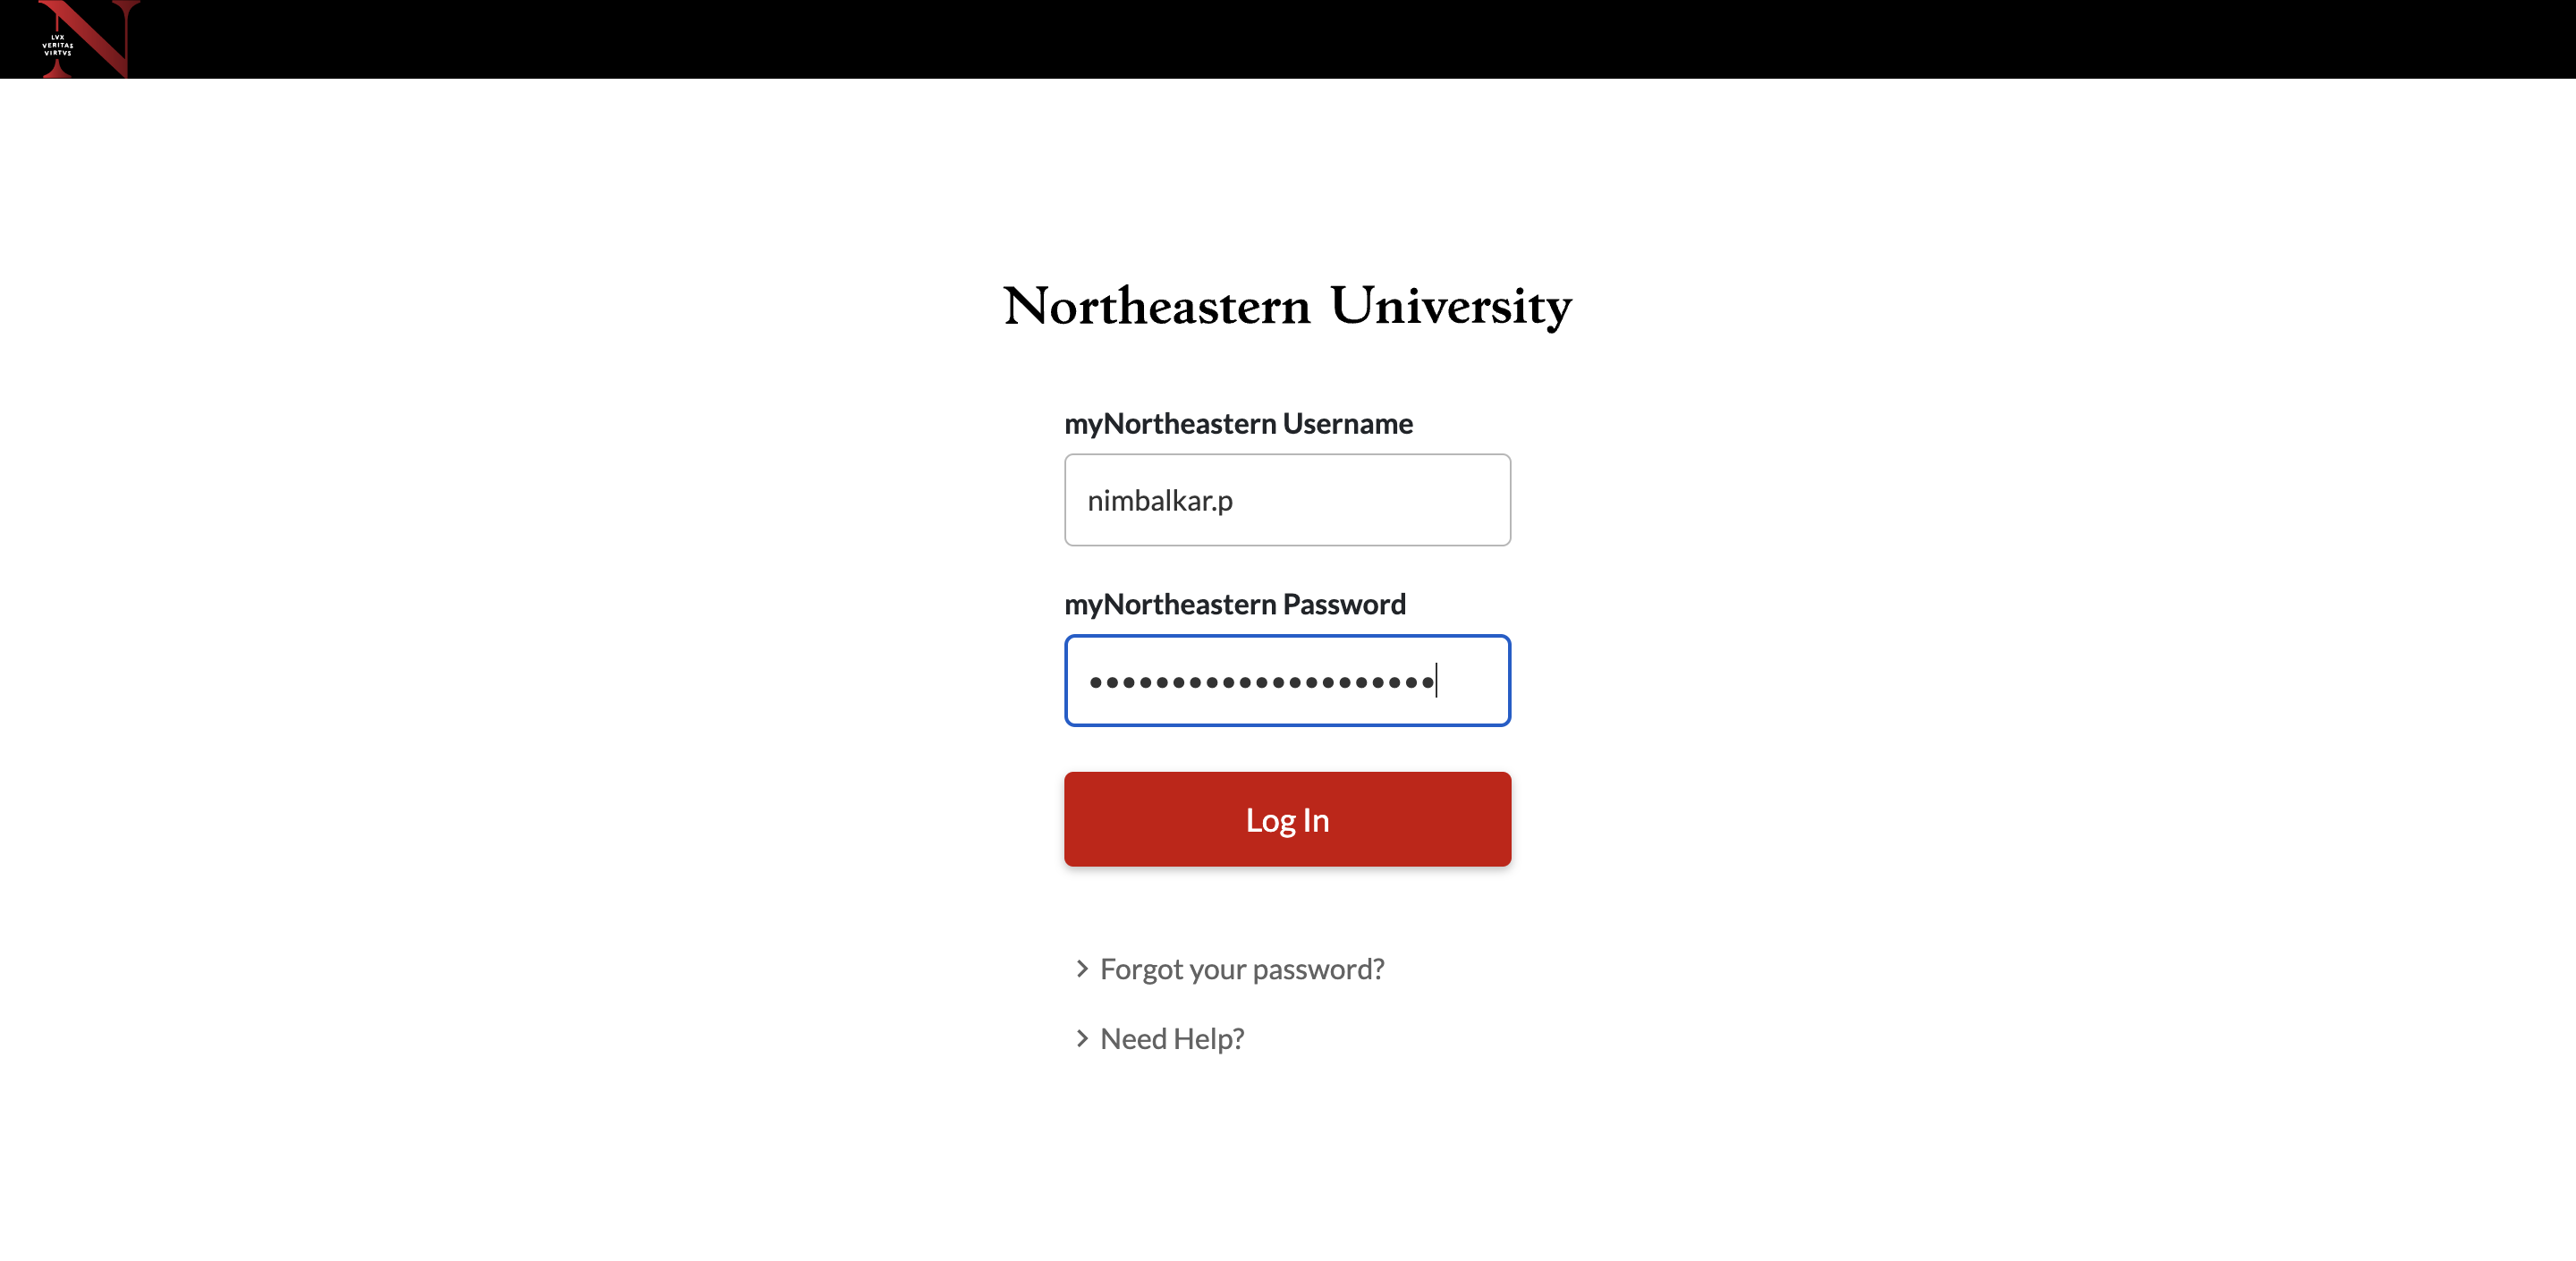 LVX
VERITAS
VIRTVS
Northeastern University
myNortheastern Username
nimbalkar.p
myNortheastern Password
•••••••••••••••••••••
Log In
Forgot your password?
Need Help?